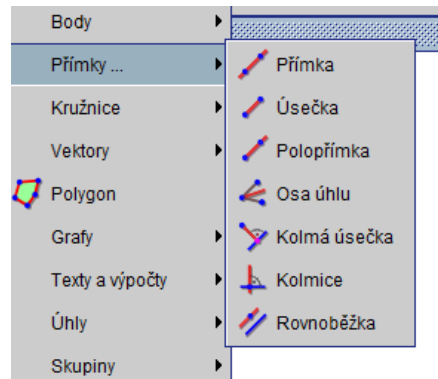 Body
Přímky ...
Kružnice
Vektory
Polygon
Grafy
Texty a výpočty
Úhly
Skupiny
Přímka
Úsečka
Polopřímka
Osa úhlu
Kolmá úsečka
Kolmice
Rovnoběžka